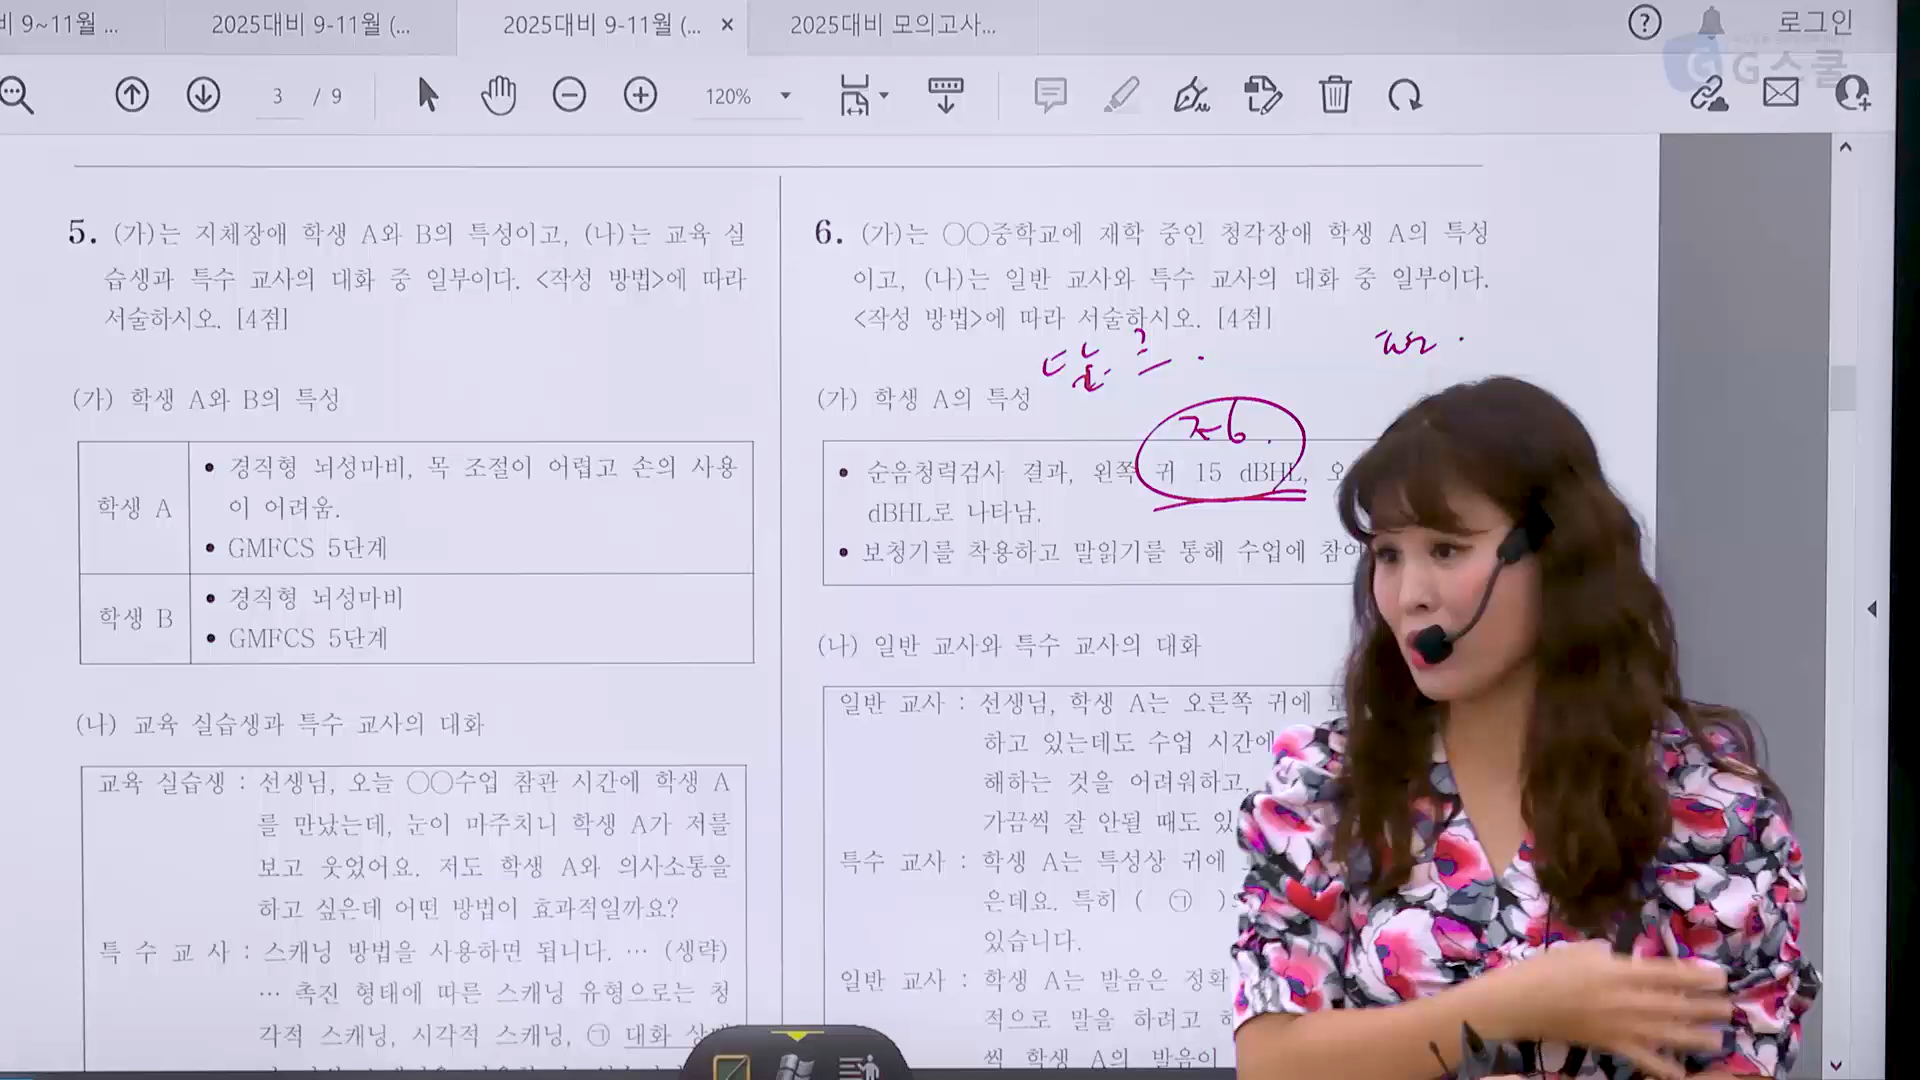 비 9~11월 ...
2025대비 9-11월 (...
2025대비 9-11월 (... ×
2025대비 모의고사...
로그인
G스쿨
3 / 9
120%
5. (가)는 지체장애 학생 A와 B의 특성이고, (나)는 교육 실
습생과 특수 교사의 대화 중 일부이다. <작성 방법>에 따라
서술하시오. [4점]
(가) 학생 A와 B의 특성
학생 A
• 경직형 뇌성마비, 목 조절이 어렵고 손의 사용
이 어려움.
• GMFCS 5단계
학생 B
• 경직형 뇌성마비
• GMFCS 5단계
(나) 교육 실습생과 특수 교사의 대화
교육 실습생 : 선생님, 오늘 ○○수업 참관 시간에 학생 A
를 만났는데, 눈이 마주치니 학생 A가 저를
보고 웃었어요. 저도 학생 A와 의사소통을
하고 싶은데 어떤 방법이 효과적일까요?
특 수 교 사 : 스캐닝 방법을 사용하면 됩니다. … (생략)
… 촉진 형태에 따른 스캐닝 유형으로는 청
각적 스캐닝, 시각적 스캐닝, ㉠ 대화
6. (가)는 ○○중학교에 재학 중인 청각장애 학생 A의 특성
이고, (나)는 일반 교사와 특수 교사의 대화 중 일부이다.
<작성 방법>에 따라 서술하시오. [4점]
(가) 학생 A의 특성
• 순음청력검사 결과, 왼쪽 귀 15 dBHL, 오
dBHL로 나타남.
• 보청기를 착용하고 말읽기를 통해 수업에 참여
(나) 일반 교사와 특수 교사의 대화
일반 교사 : 선생님, 학생 A는 오른쪽 귀에 보
하고 있는데도 수업 시간에
해하는 것을 어려워하고,
가끔씩 잘 안될 때도 있
특수 교사 : 학생 A는 특성상 귀에
은데요. 특히 ( ㉠ )
있습니다.
일반 교사 : 학생 A는 발음은 정확
적으로 말을 하려고 하
씩 학생 A의 발음이